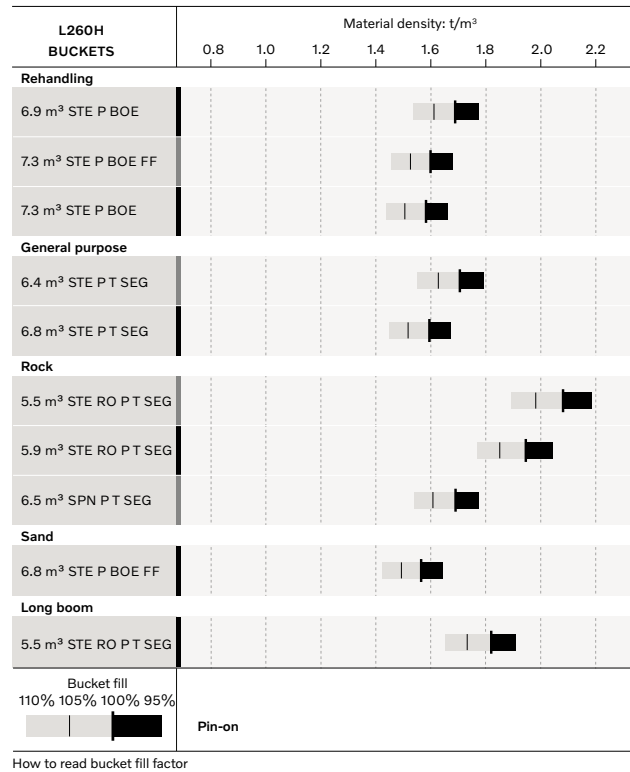 L260H
BUCKETS
Material density: t/m³
0.8 1.0 1.2 1.4 1.6 1.8 2.0 2.2
Rehandling
6.9 m³ STE P BOE
7.3 m³ STE P BOE FF
7.3 m³ STE P BOE
General purpose
6.4 m³ STE P T SEG
6.8 m³ STE P T SEG
Rock
5.5 m³ STE RO P T SEG
5.9 m³ STE RO P T SEG
6.5 m³ SPN P T SEG
Sand
6.8 m³ STE P BOE FF
Long boom
5.5 m³ STE RO P T SEG
Bucket fill
110% 105% 100% 95%
Pin-on
How to read bucket fill factor